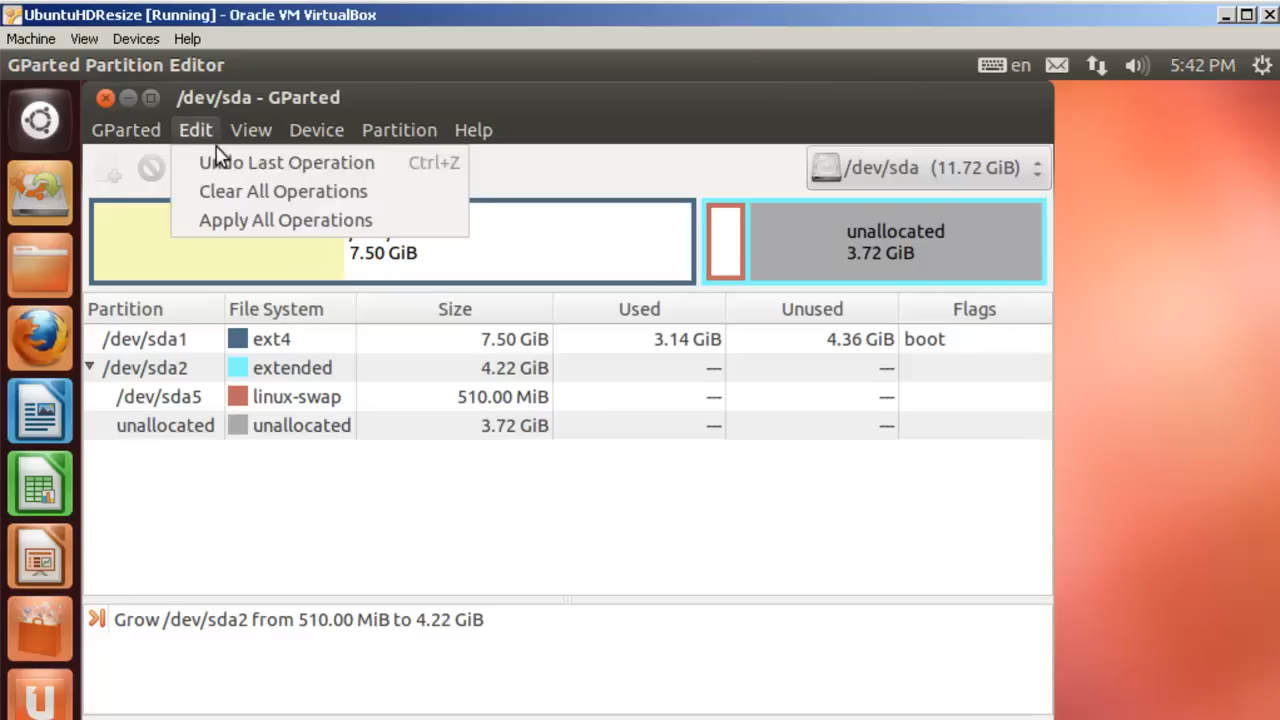 UbuntuHDResize [Running] - Oracle VM VirtualBox
Machine View Devices Help
GParted Partition Editor en 5:42 PM
/dev/sda - GParted
GParted Edit View Device Partition Help
Undo Last Operation Ctrl+Z
/dev/sda (11.72 GiB)
Clear All Operations
Apply All Operations
7.50 GiB
unallocated
3.72 GiB
Partition File System Size Used Unused Flags
/dev/sda1 ext4 7.50 GiB 3.14 GiB 4.36 GiB boot
/dev/sda2 extended 4.22 GiB — —
/dev/sda5 linux-swap 510.00 MiB — —
unallocated unallocated 3.72 GiB — —
Grow /dev/sda2 from 510.00 MiB to 4.22 GiB